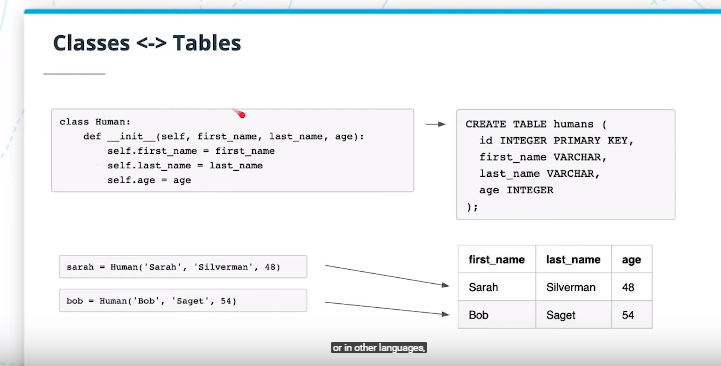 Classes <-> Tables
class Human:
def __init__(self, first_name, last_name, age):
self.first_name = first_name
self.last_name = last_name
self.age = age
CREATE TABLE humans (
id INTEGER PRIMARY KEY,
first_name VARCHAR,
last_name VARCHAR,
age INTEGER
);
sarah = Human('Sarah', 'Silverman', 48)
bob = Human('Bob', 'Saget', 54)
first_name last_name age
Sarah Silverman 48
Bob Saget 54
or in other languages,